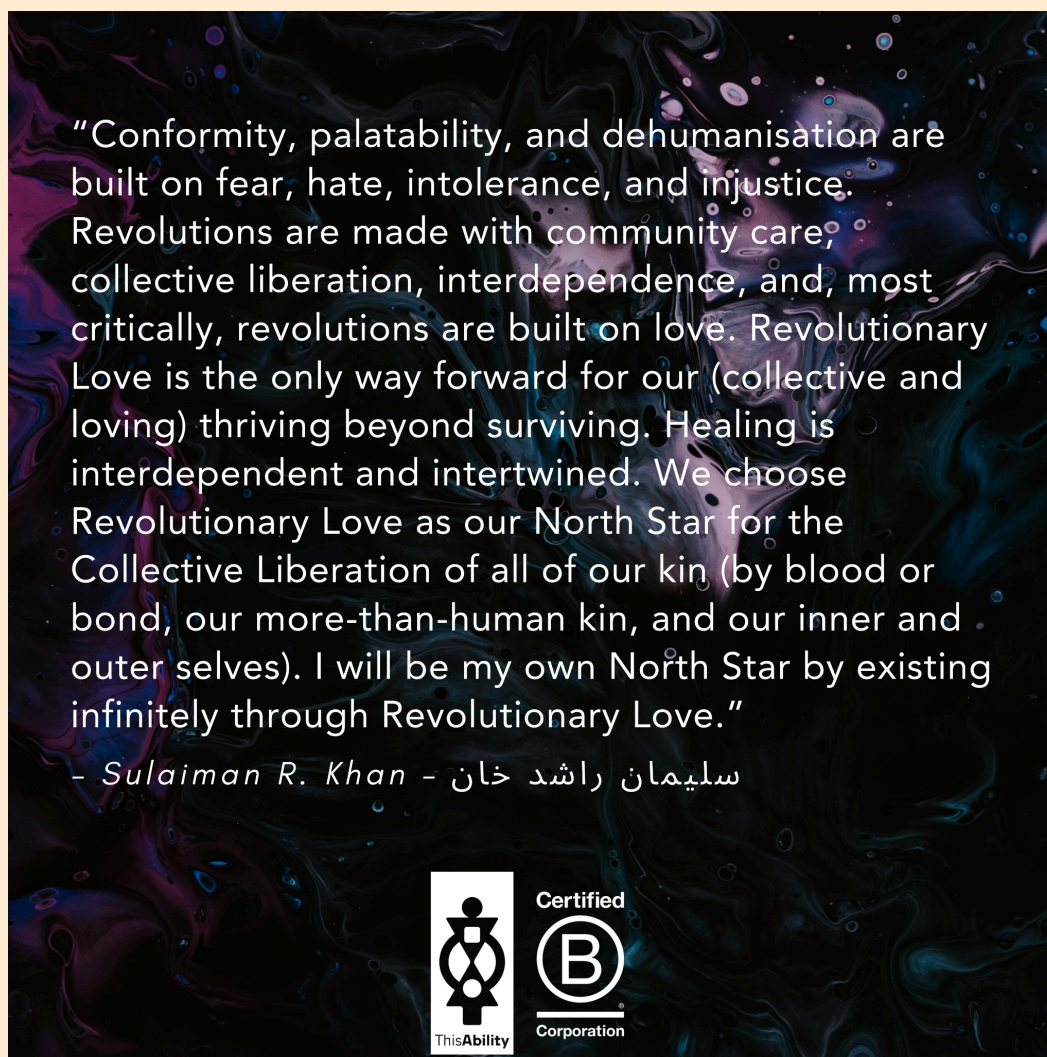 “Conformity, palatability, and dehumanisation are
built on fear, hate, intolerance, and injustice.
Revolutions are made with community care,
collective liberation, interdependence, and, most
critically, revolutions are built on love. Revolutionary
Love is the only way forward for our (collective and
loving) thriving beyond surviving. Healing is
interdependent and intertwined. We choose
Revolutionary Love as our North Star for the
Collective Liberation of all of our kin (by blood or
bond, our more-than-human kin, and our inner and
outer selves). I will be my own North Star by existing
infinitely through Revolutionary Love.”
– Sulaiman R. Khan – سليمان راشد خان
ThisAbility
Certified
B
®
Corporation